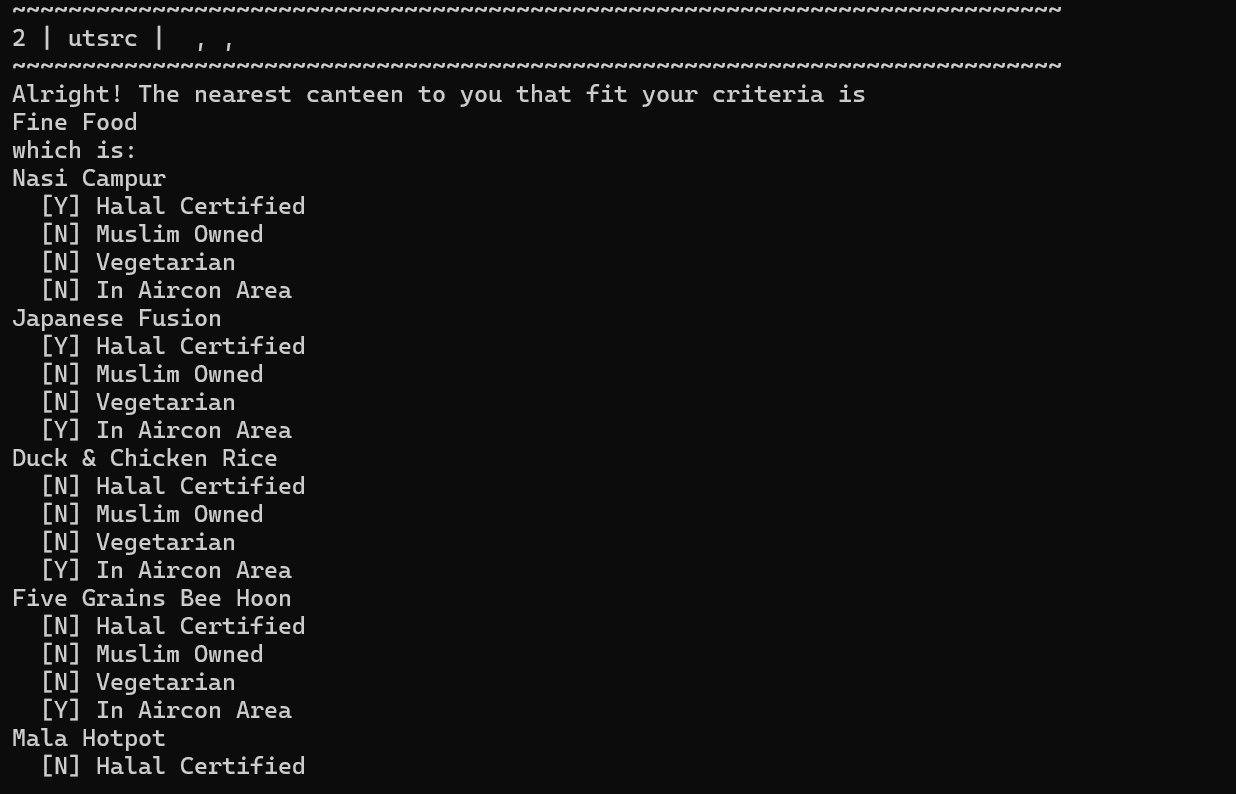 ~~~~~~~~~~~~~~~~~~~~~~~~~~~~~~~~~~~~~~~~~~~~~~~~~~~~~~~~~~~~~~~~~~~~~~~~~~~
2 | utsrc |  , ,
~~~~~~~~~~~~~~~~~~~~~~~~~~~~~~~~~~~~~~~~~~~~~~~~~~~~~~~~~~~~~~~~~~~~~~~~~~~
Alright! The nearest canteen to you that fit your criteria is
Fine Food
which is:
Nasi Campur
  [Y] Halal Certified
  [N] Muslim Owned
  [N] Vegetarian
  [N] In Aircon Area
Japanese Fusion
  [Y] Halal Certified
  [N] Muslim Owned
  [N] Vegetarian
  [Y] In Aircon Area
Duck & Chicken Rice
  [N] Halal Certified
  [N] Muslim Owned
  [N] Vegetarian
  [Y] In Aircon Area
Five Grains Bee Hoon
  [N] Halal Certified
  [N] Muslim Owned
  [N] Vegetarian
  [Y] In Aircon Area
Mala Hotpot
  [N] Halal Certified